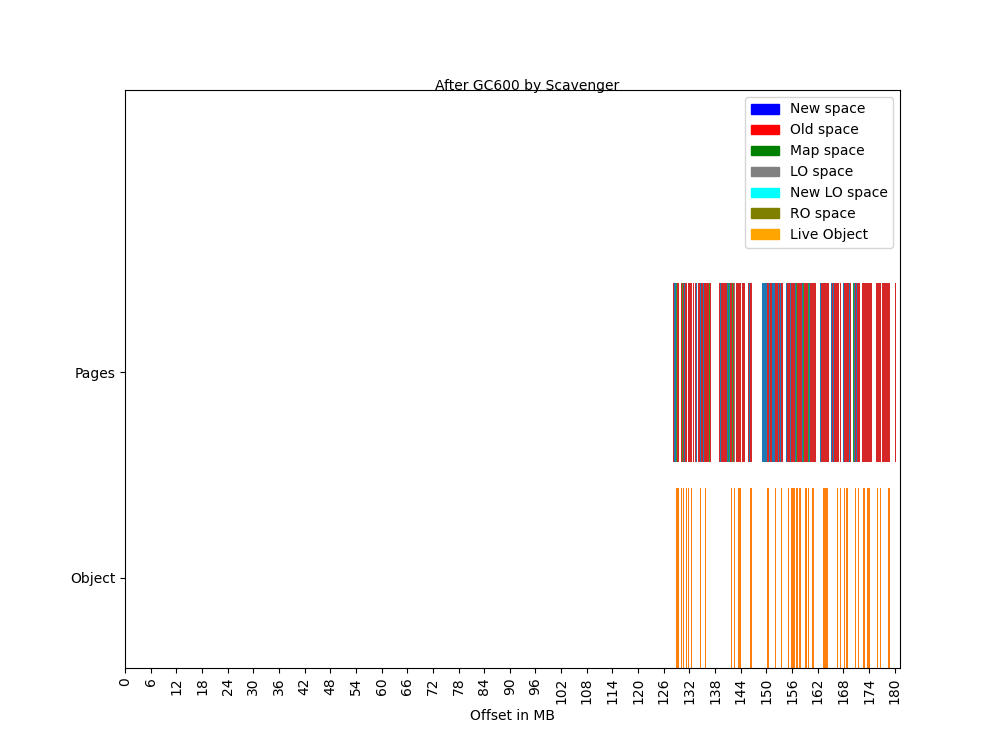 After GC600 by Scavenger
New space
Old space
Map space
LO space
New LO space
RO space
Live Object
Pages
Object
0 6 12 18 24 30 36 42 48 54 60 66 72 78 84 90 96 102 108 114 120 126 132 138 144 150 156 162 168 174 180
Offset in MB